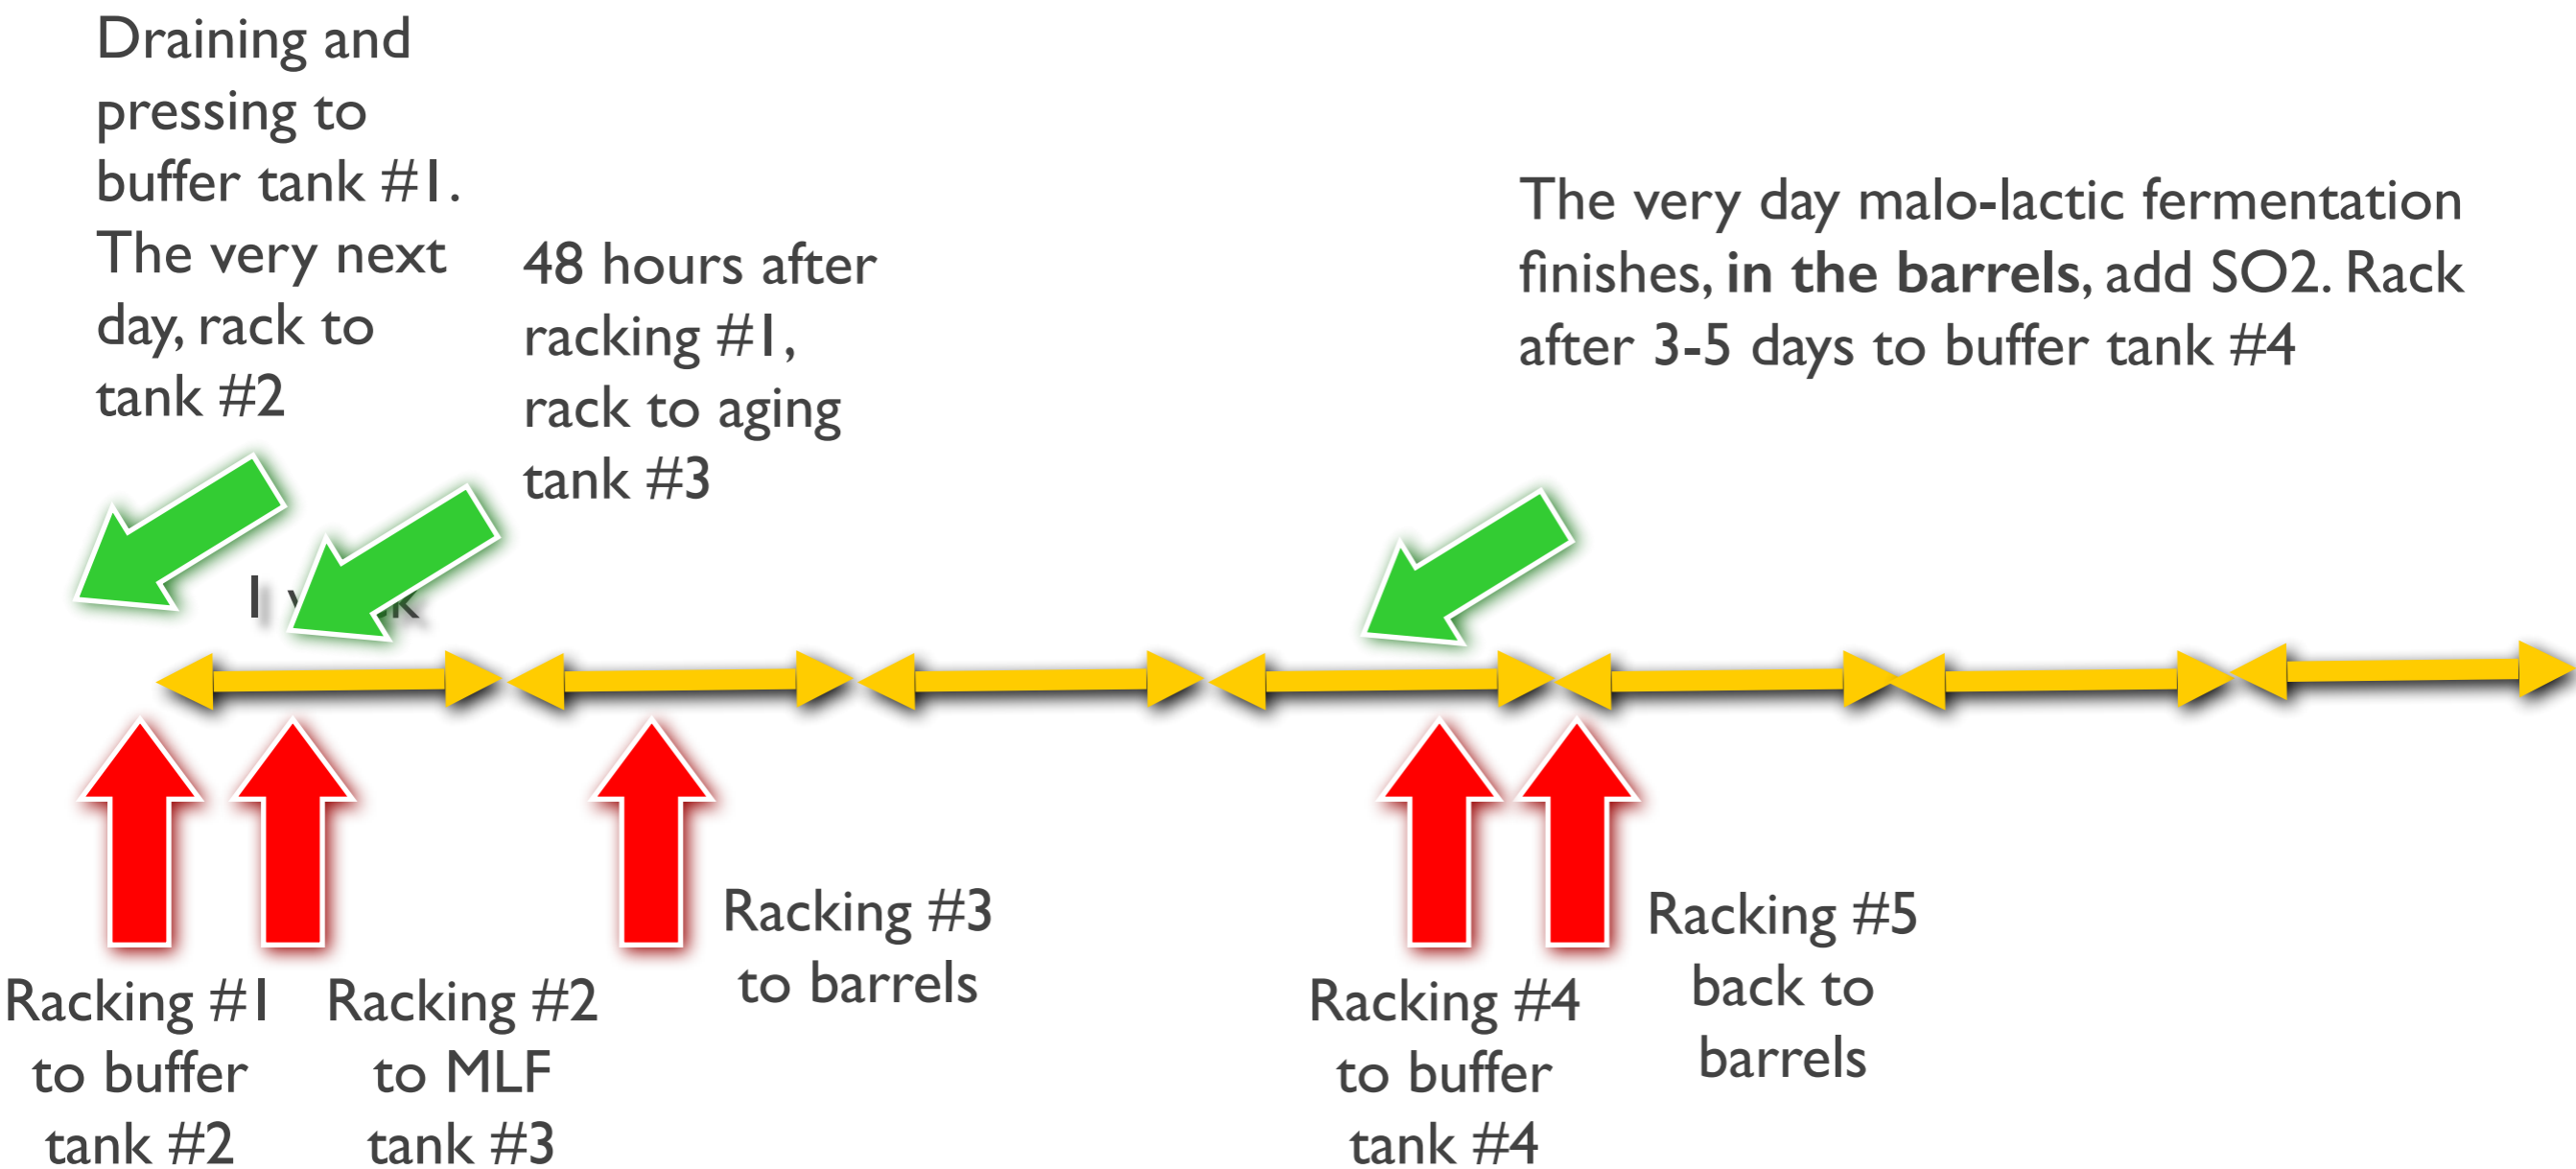 Draining and
pressing to
buffer tank #1.
The very next
day, rack to
tank #2
48 hours after
racking #1,
rack to aging
tank #3
The very day malo-lactic fermentation
finishes, in the barrels, add SO2. Rack
after 3-5 days to buffer tank #4
1
Racking #1
to buffer
tank #2
Racking #2
to MLF
tank #3
Racking #3
to barrels
Racking #4
to buffer
tank #4
Racking #5
back to
barrels